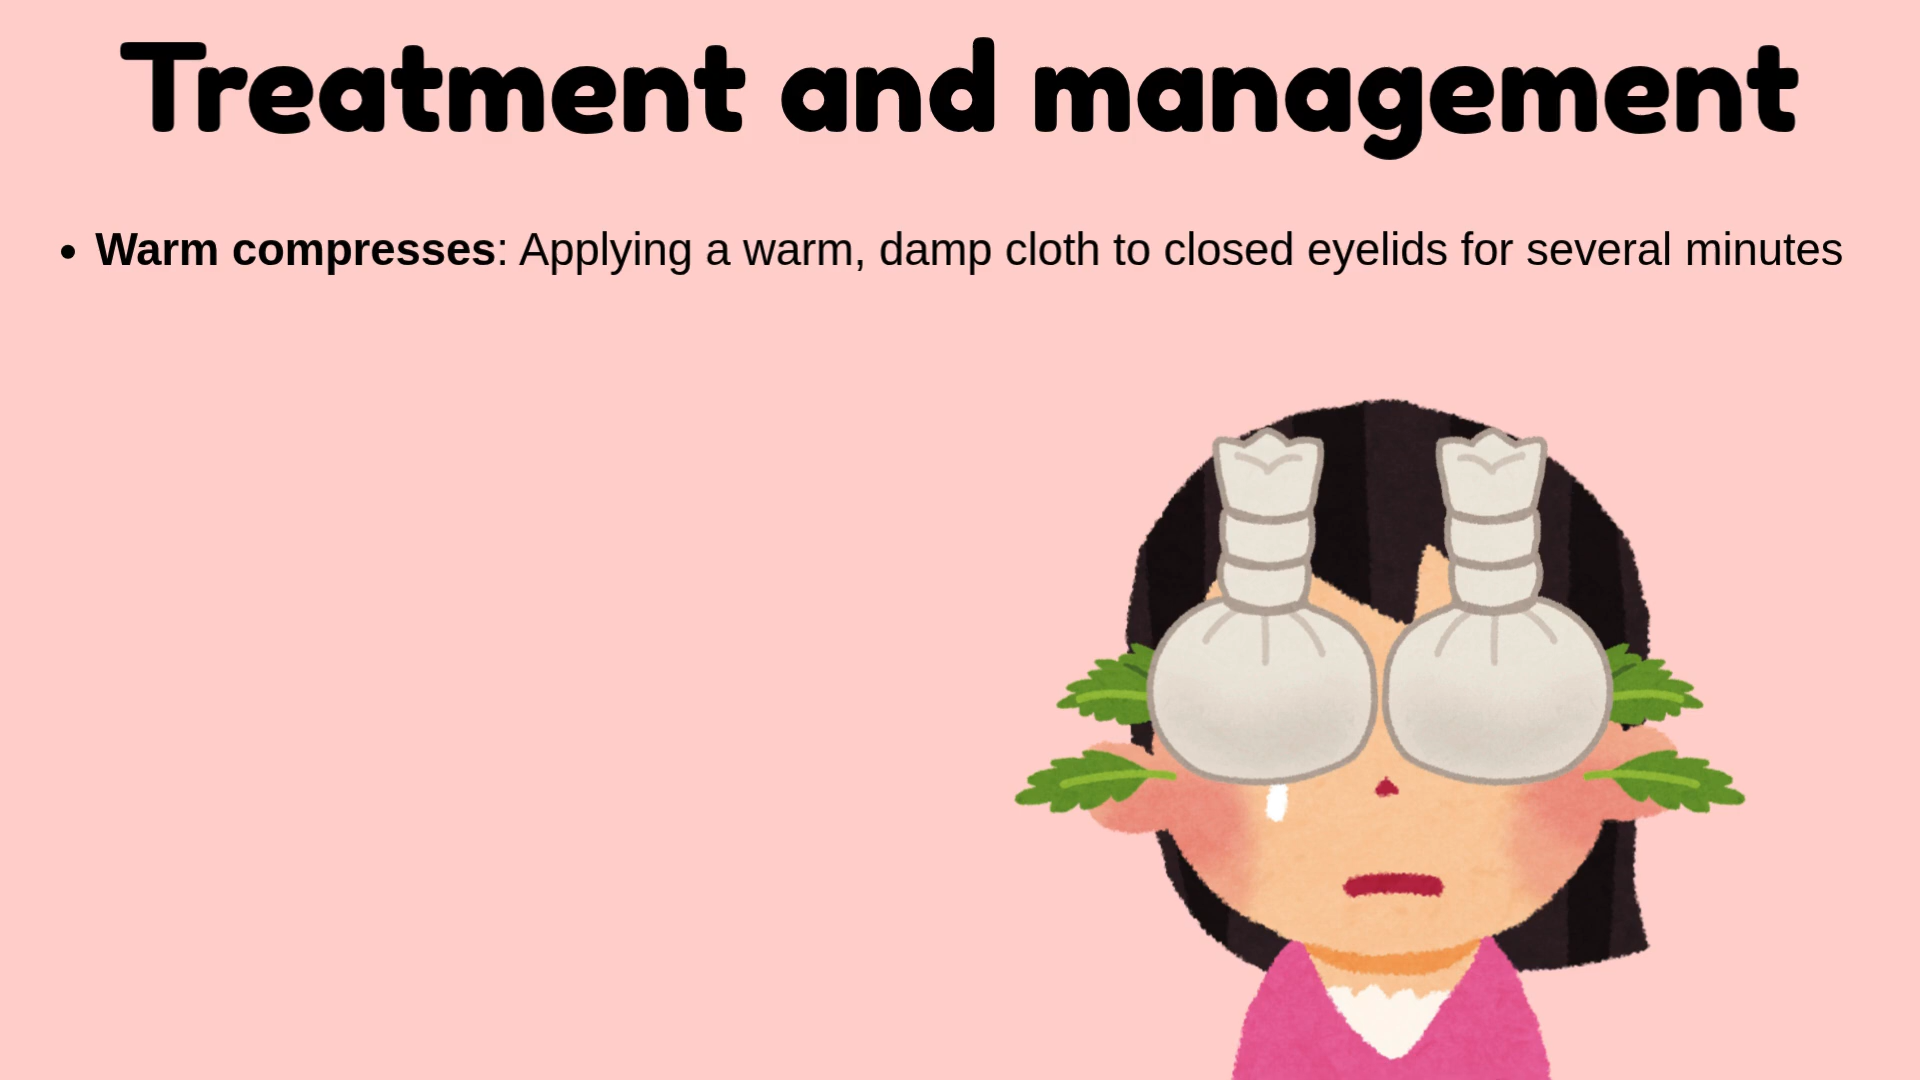 Treatment and management
• Warm compresses: Applying a warm, damp cloth to closed eyelids for several minutes